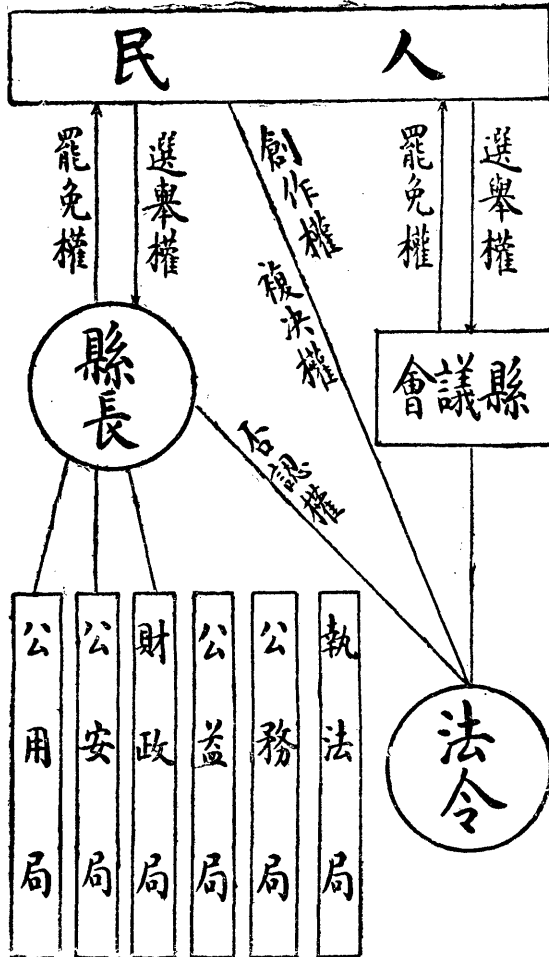 人民
選舉權
罷免權
創作權
複決權
選舉權
罷免權
縣議會
縣長
否認權
執法局
公務局
公益局
財政局
公安局
公用局
法令